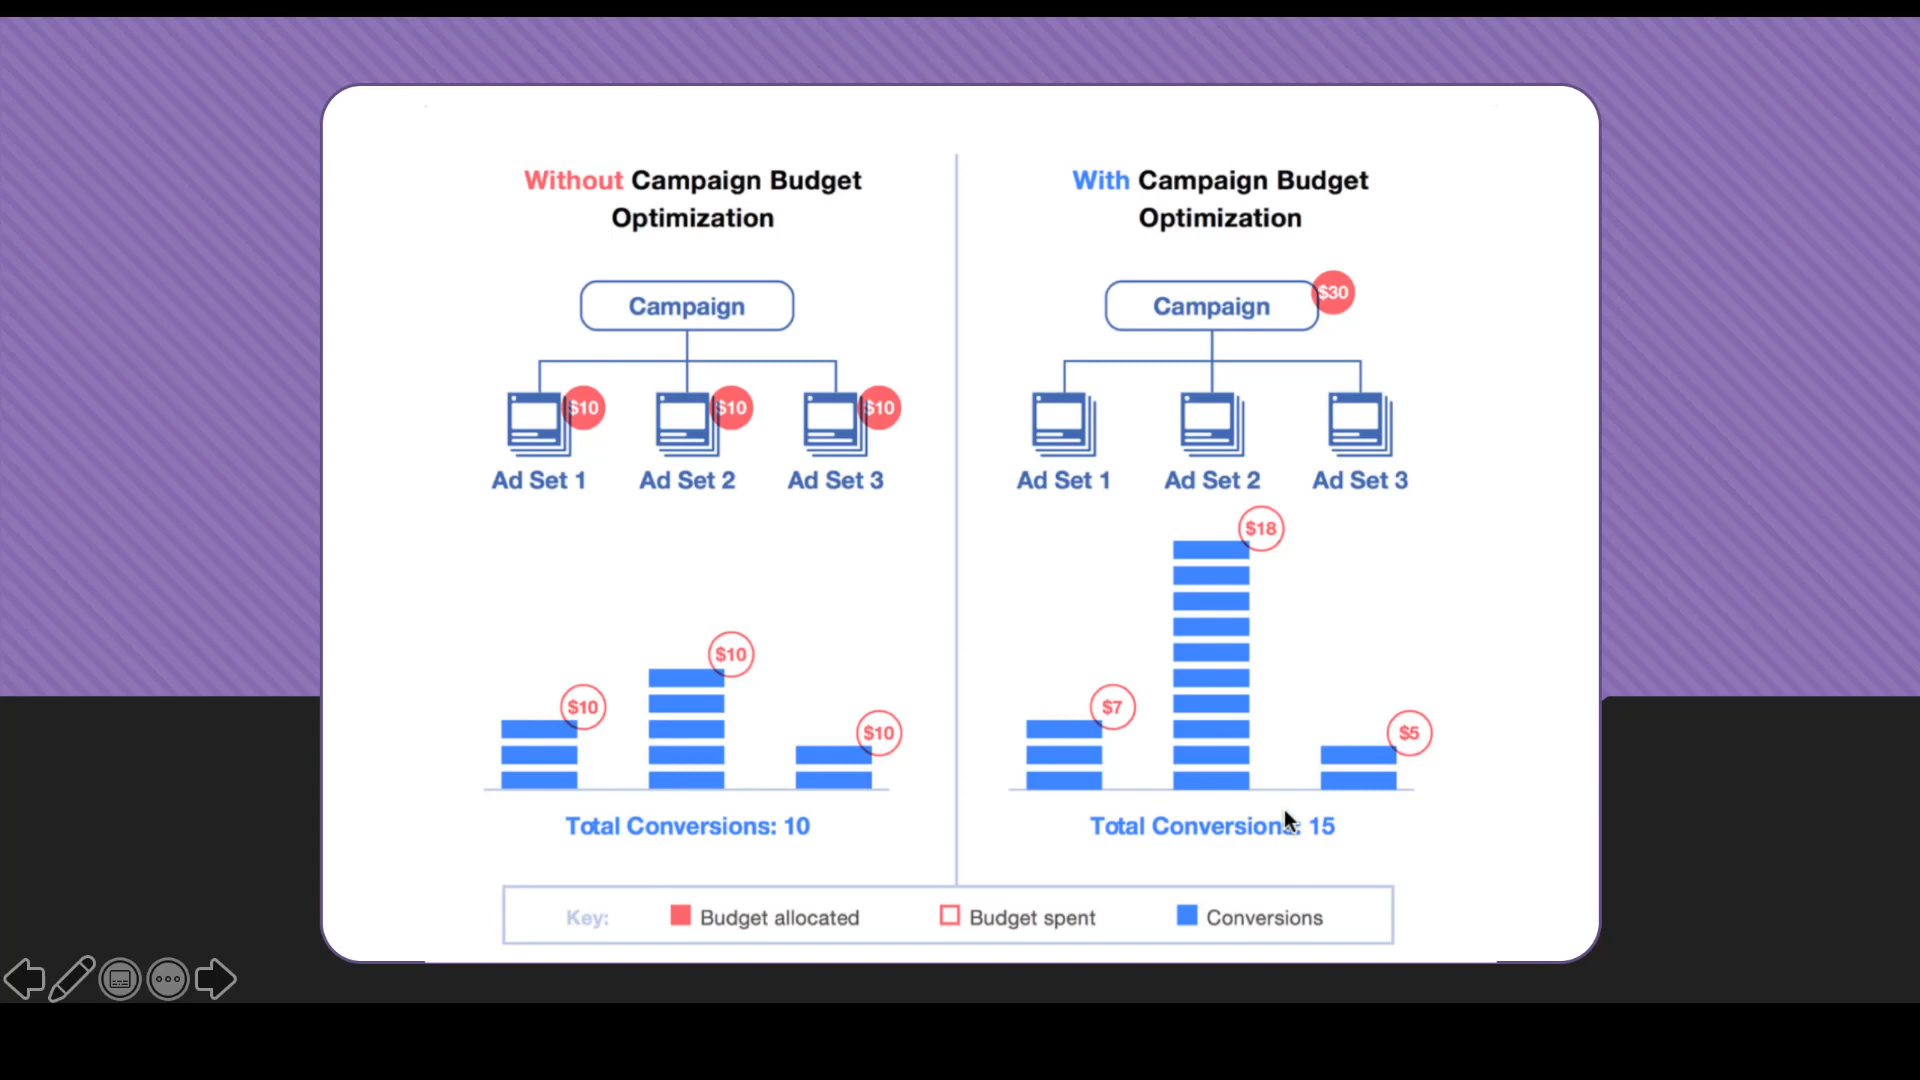 Without Campaign Budget
Optimization
Campaign
$10
$10
$10
Ad Set 1
Ad Set 2
Ad Set 3
$10
$10
$10
Total Conversions: 10
With Campaign Budget
Optimization
Campaign
$30
Ad Set 1
Ad Set 2
Ad Set 3
$7
$18
$5
Total Conversions: 15
Key:
Budget allocated
Budget spent
Conversions